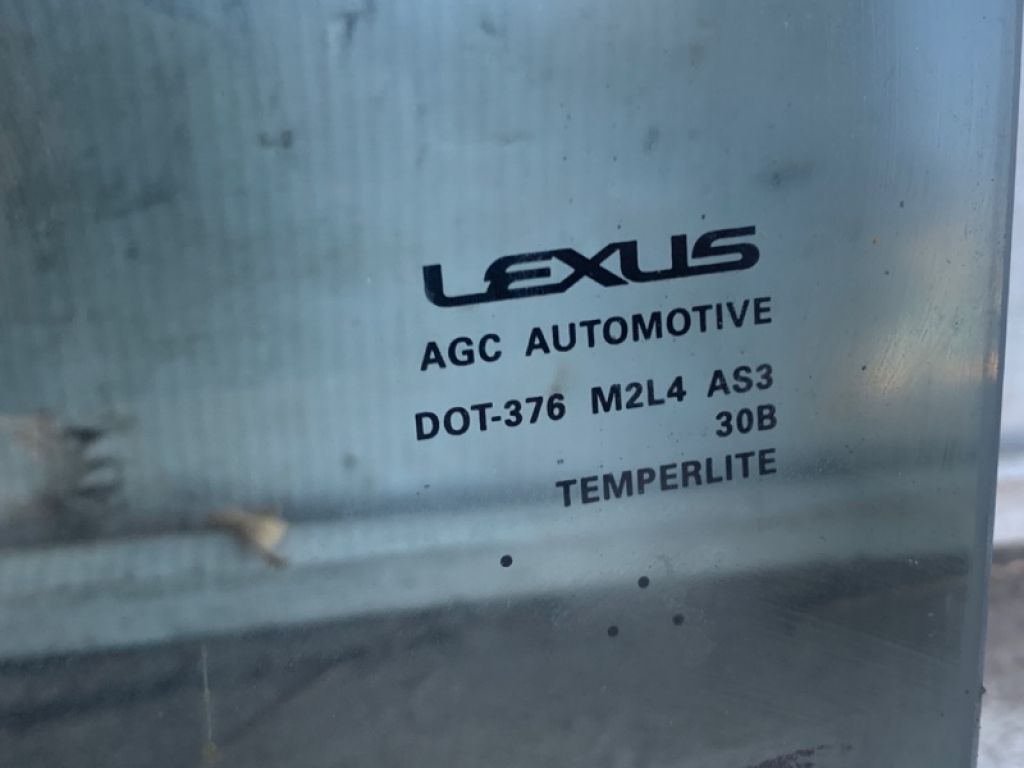 LEXUS
AGC AUTOMOTIVE
DOT-376 M2L4 AS3
30B
TEMPERLITE